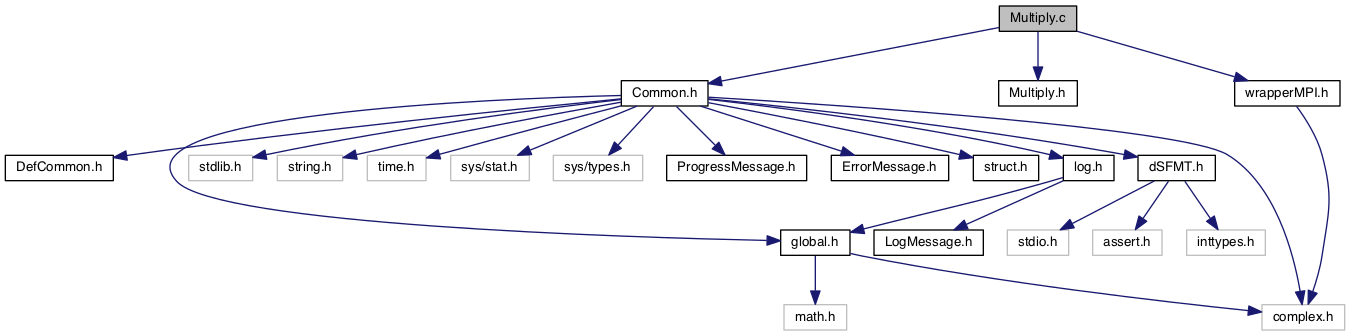 Multiply.c
Common.h
Multiply.h
wrapperMPI.h
DefCommon.h
stdlib.h
string.h
time.h
sys/stat.h
sys/types.h
ProgressMessage.h
ErrorMessage.h
struct.h
log.h
dSFMT.h
global.h
LogMessage.h
stdio.h
assert.h
inttypes.h
math.h
complex.h